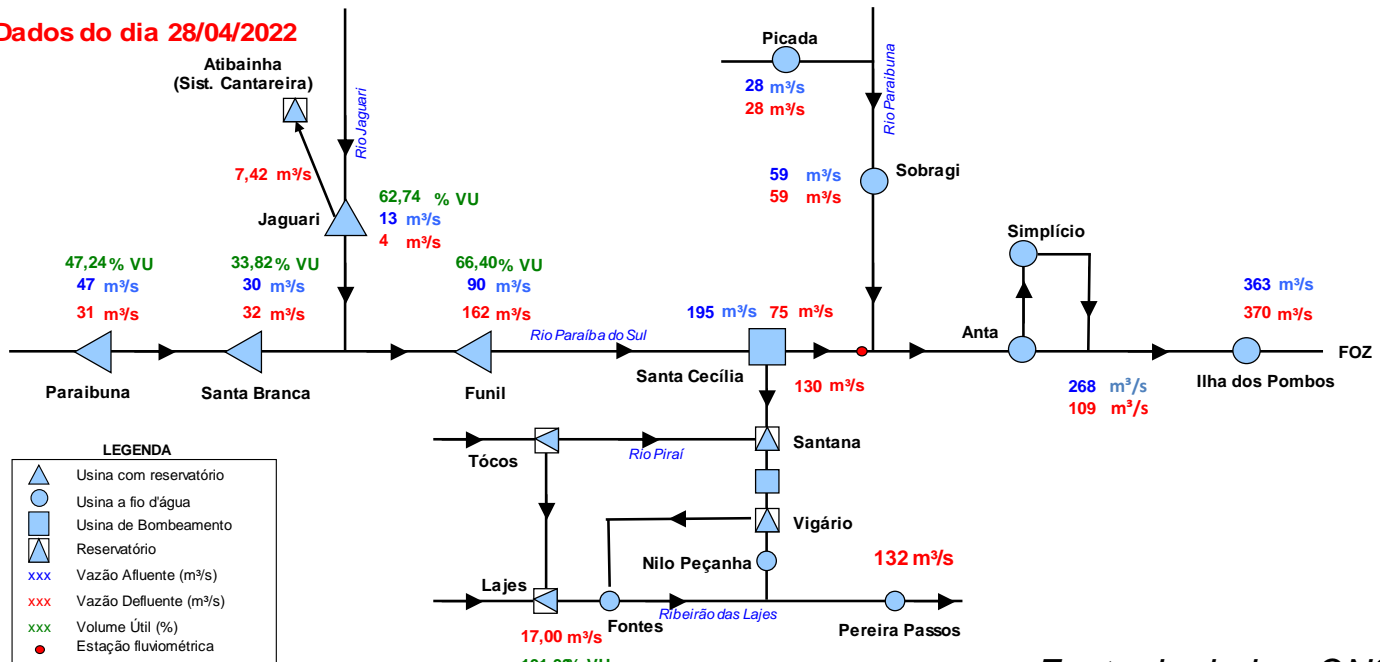 Dados do dia 28/04/2022
Atibainha
(Sist. Cantareira)
Rio Jaguari
7,42 m³/s
Jaguari
62,74 % VU
13 m³/s
4 m³/s
Picada
28 m³/s
28 m³/s
Rio Paraibuna
59 m³/s
59 m³/s
Sobragi
Simplício
47,24 % VU
47 m³/s
31 m³/s
Paraibuna
33,82 % VU
30 m³/s
32 m³/s
Santa Branca
66,40 % VU
90 m³/s
162 m³/s
Funil
Rio Paraíba do Sul
195 m³/s 75 m³/s
Santa Cecília
130 m³/s
Anta
268 m³/s
109 m³/s
363 m³/s
370 m³/s
Ilha dos Pombos
FOZ
Tócos
Rio Piraí
Santana
Vigário
Nilo Peçanha
132 m³/s
Lajes
Fontes
Ribeirão das Lajes
Pereira Passos
17,00 m³/s
% VU
LEGENDA
Usina com reservatório
Usina a fio d'água
Usina de Bombeamento
Reservatório
xxx Vazão Afluente (m³/s)
xxx Vazão Defluente (m³/s)
xxx Volume Útil (%)
Estação fluviométrica